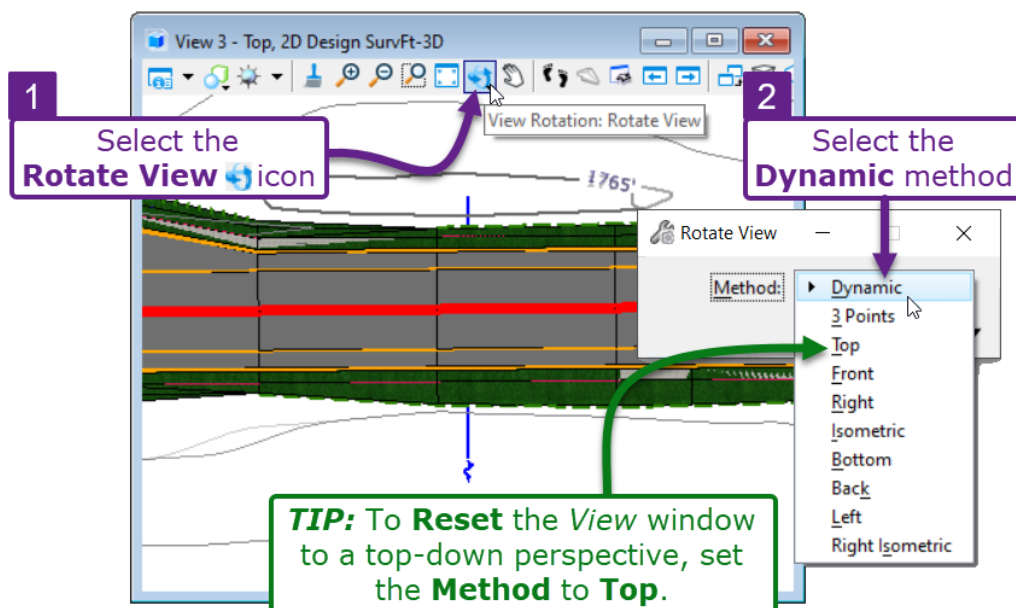 View 3 - Top, 2D Design SurvFt-3D
1
Select the
Rotate View icon
View Rotation: Rotate View
2
Select the
Dynamic method
1765'
Rotate View
Method:
Dynamic
3 Points
Top
Front
Right
Isometric
Bottom
Back
Left
Right Isometric
TIP: To Reset the View window
to a top-down perspective, set
the Method to Top.